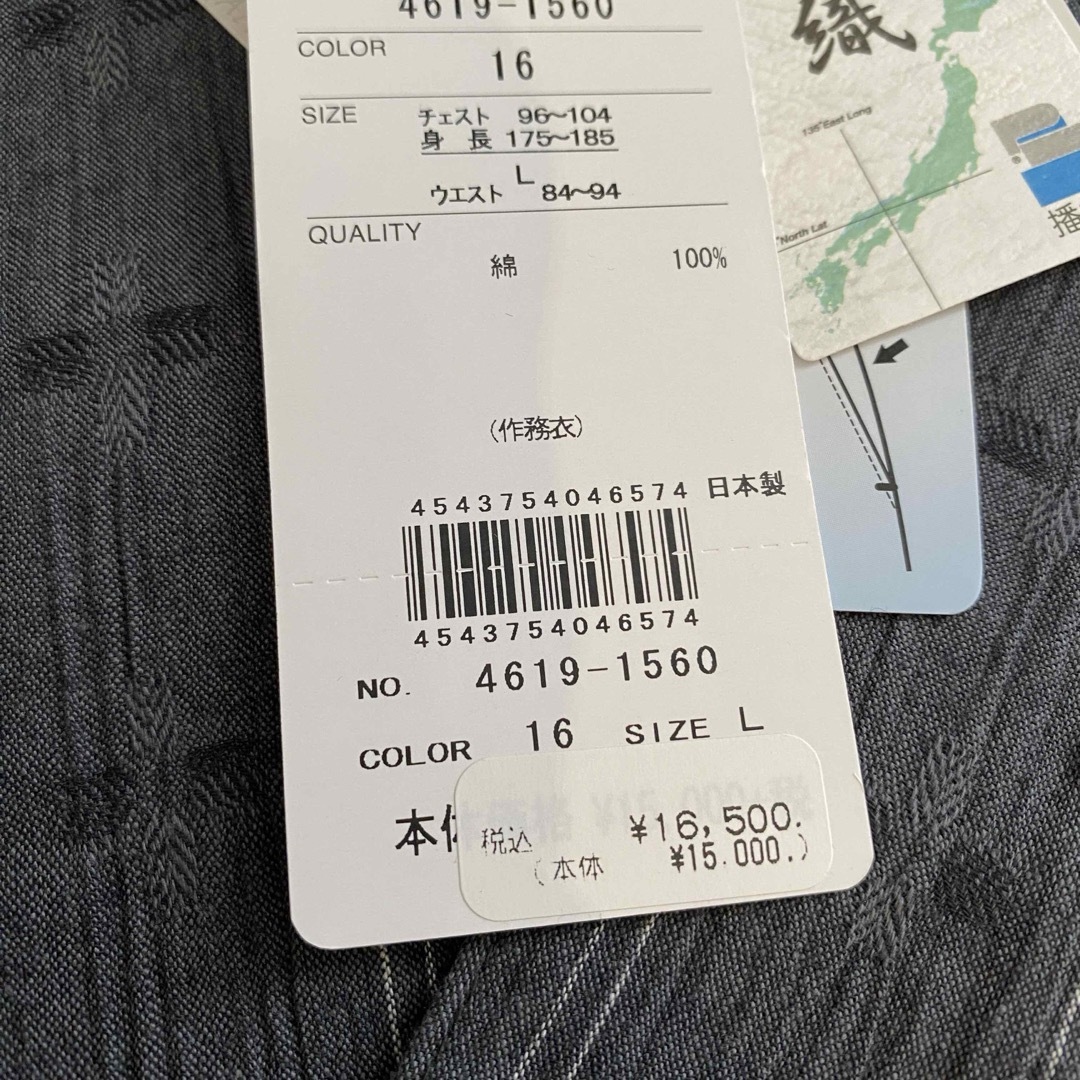 4619-1560
COLOR 16
SIZE チェスト 96~104
身長 175~185
L
ウエスト 84~94
QUALITY
綿 100%
(作務衣)
4543754046574 日本製
4543754046574
NO. 4619-1560
COLOR 16 SIZE L
本体
税込 ¥16,500.
(本体 ¥15.000.)
織
135°East Long
°North Lat.
播